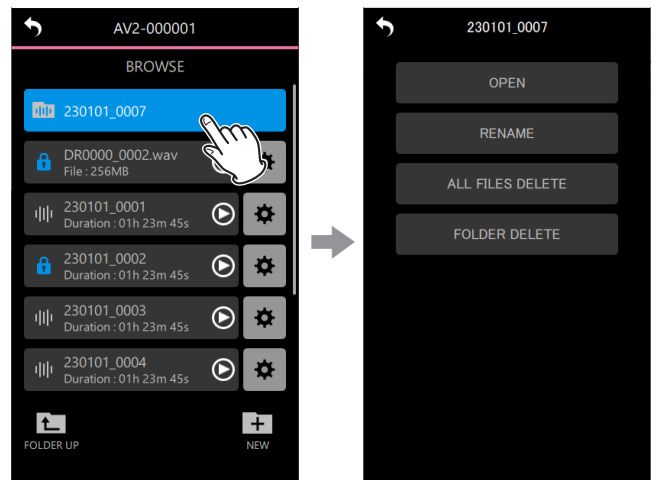 AV2-000001
BROWSE
230101_0007
DR0000_0002.wav
File : 256MB
230101_0001
Duration : 01h 23m 45s
230101_0002
Duration : 01h 23m 45s
230101_0003
Duration : 01h 23m 45s
230101_0004
Duration : 01h 23m 45s
FOLDER UP
NEW
230101_0007
OPEN
RENAME
ALL FILES DELETE
FOLDER DELETE